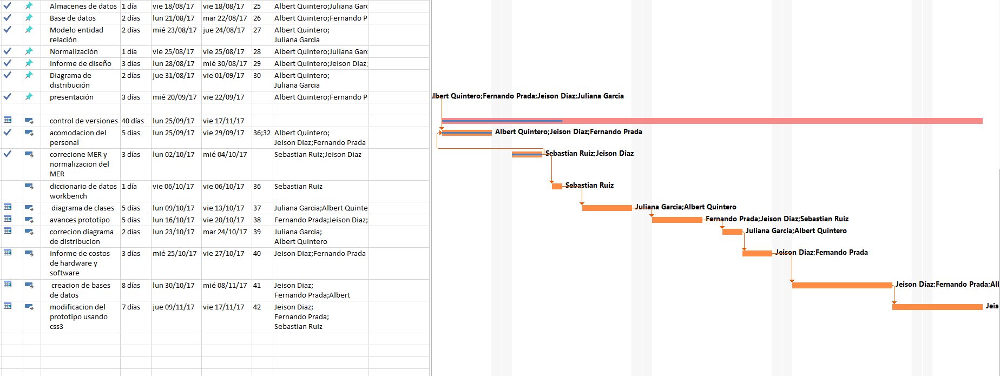 Almacenes de datos 1 día vie 18/08/17 vie 18/08/17 25 Albert Quintero;Juliana Garc
Base de datos 2 días lun 21/08/17 mar 22/08/17 26 Albert Quintero;Fernando P
Modelo entidad 2 días mié 23/08/17 jue 24/08/17 27 Albert Quintero;
relación Juliana Garcia
Normalización 1 día vie 25/08/17 vie 25/08/17 28 Albert Quintero;Juliana Garc
Informe de diseño 3 días lun 28/08/17 mié 30/08/17 29 Albert Quintero;Jeison Diaz;
Diagrama de 2 días jue 31/08/17 vie 01/09/17 30 Albert Quintero;
distribución Juliana Garcia
presentación 3 días mié 20/09/17 vie 22/09/17 Albert Quintero;Fernando P lbert Quintero;Fernando Prada;Jeison Diaz;Juliana Garcia
control de versiones 40 días lun 25/09/17 vie 17/11/17
acomodacion del 5 días lun 25/09/17 vie 29/09/17 36;32 Albert Quintero; Albert Quintero;Jeison Diaz;Fernando Prada
personal Jeison Diaz;Fernando Prada
correcione MER y 3 días lun 02/10/17 mié 04/10/17 Sebastian Ruiz;Jeison Diaz Sebastian Ruiz;Jeison Diaz
normalizacion del
MER
diccionario de datos 1 día vie 06/10/17 vie 06/10/17 36 Sebastian Ruiz Sebastian Ruiz
workbench
diagrama de clases 5 días lun 09/10/17 vie 13/10/17 37 Juliana Garcia;Albert Quinte Juliana Garcia;Albert Quintero
avances prototipo 5 días lun 16/10/17 vie 20/10/17 38 Fernando Prada;Jeison Diaz; Fernando Prada;Jeison Diaz;Sebastian Ruiz
correcion diagrama 2 días lun 23/10/17 mar 24/10/17 39 Juliana Garcia; Juliana Garcia;Albert Quintero
de distribucion Albert Quintero
informe de costos 3 días mié 25/10/17 vie 27/10/17 40 Jeison Diaz;Fernando Prada Jeison Diaz;Fernando Prada
de hardware y
software
creacion de bases 8 días lun 30/10/17 mié 08/11/17 41 Jeison Diaz; Jeison Diaz;Fernando Prada;Al
de datos Fernando Prada;Albert
modificacion del 7 días jue 09/11/17 vie 17/11/17 42 Jeison Diaz; Jeis
prototipo usando Fernando Prada;
css3 Sebastian Ruiz